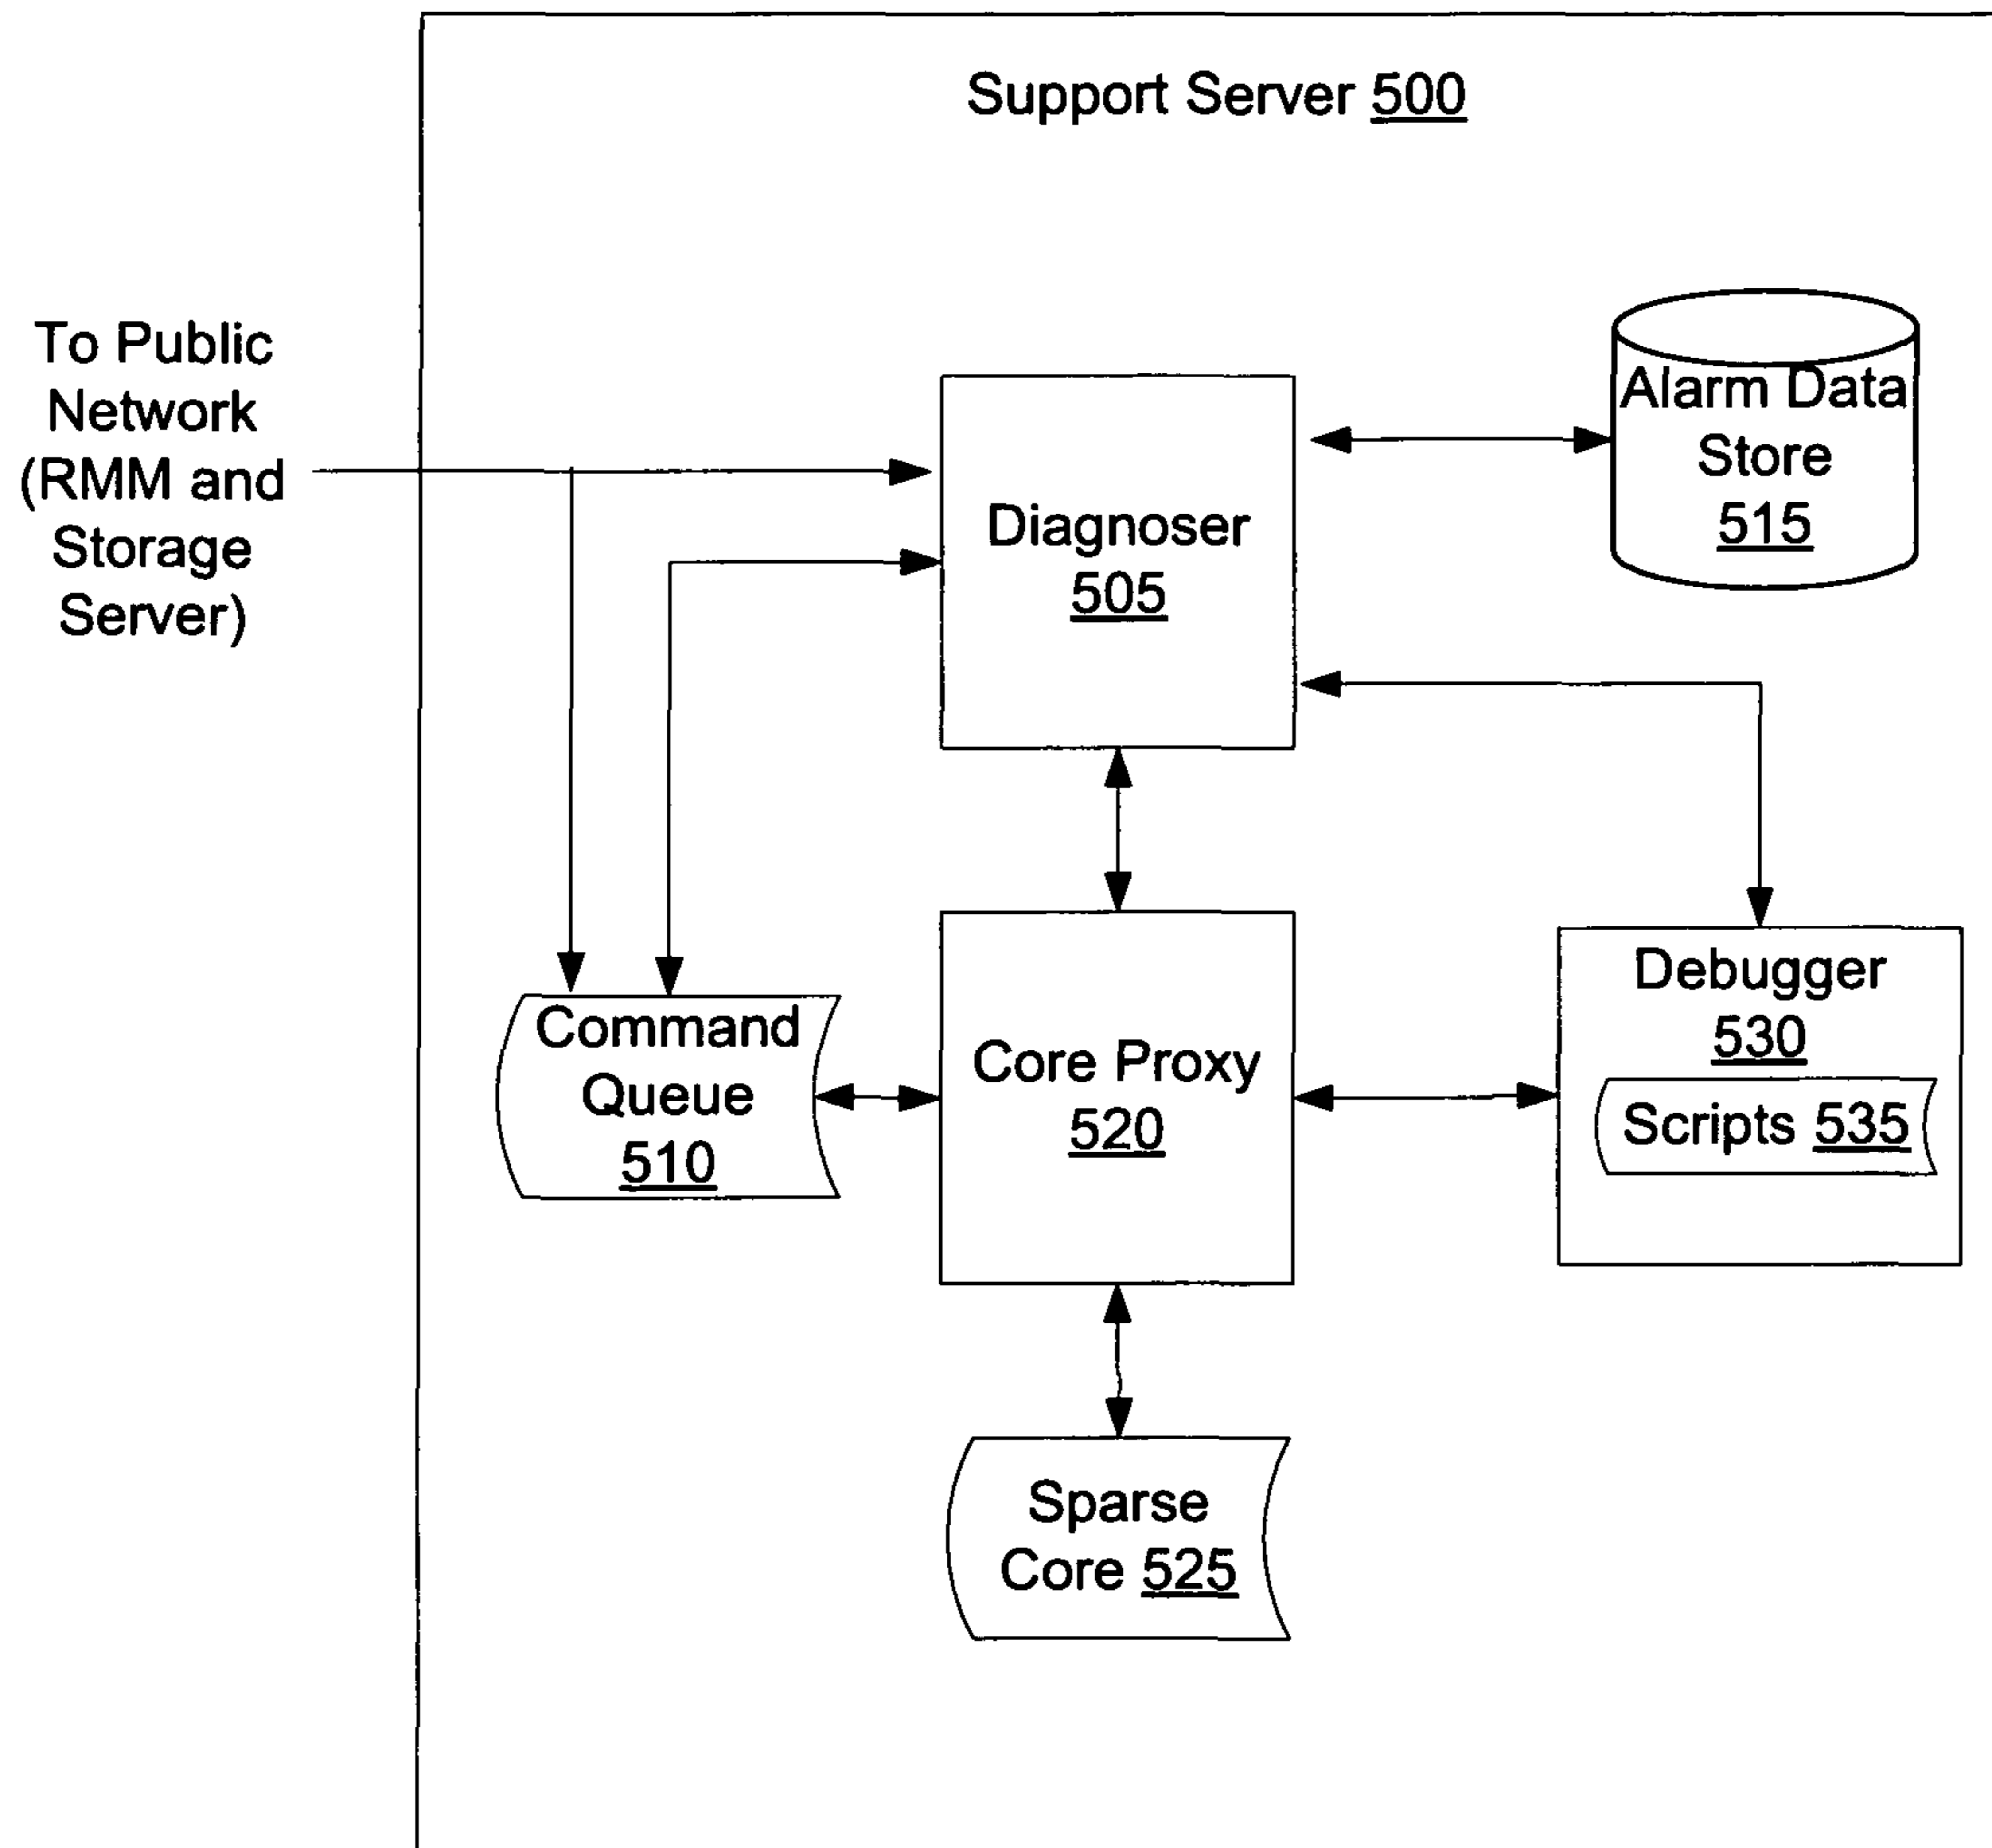 Support Server 500
To Public
Network
(RMM and
Storage
Server)
Diagnoser
505
Alarm Data
Store
515
Command
Queue
510
Core Proxy
520
Debugger
530
Scripts 535
Sparse
Core 525